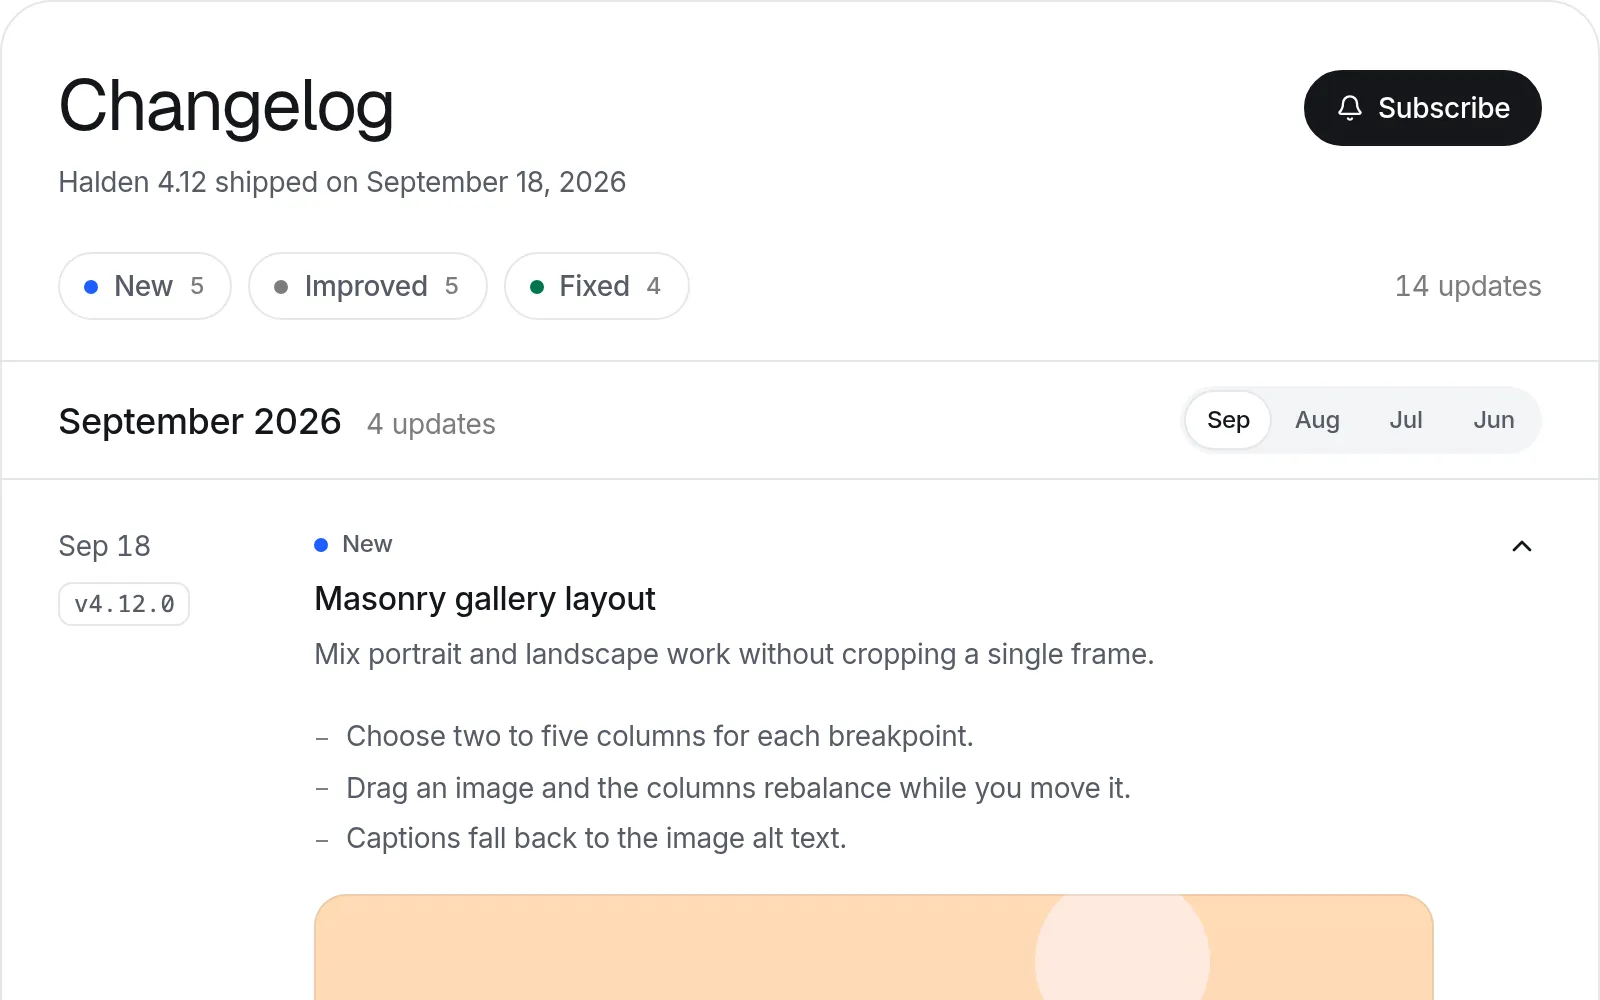 Changelog
Subscribe
Halden 4.12 shipped on September 18, 2026
New 5
Improved 5
Fixed 4
14 updates
September 2026 4 updates
Sep Aug Jul Jun
Sep 18
v4.12.0
New
Masonry gallery layout
Mix portrait and landscape work without cropping a single frame.
– Choose two to five columns for each breakpoint.
– Drag an image and the columns rebalance while you move it.
– Captions fall back to the image alt text.